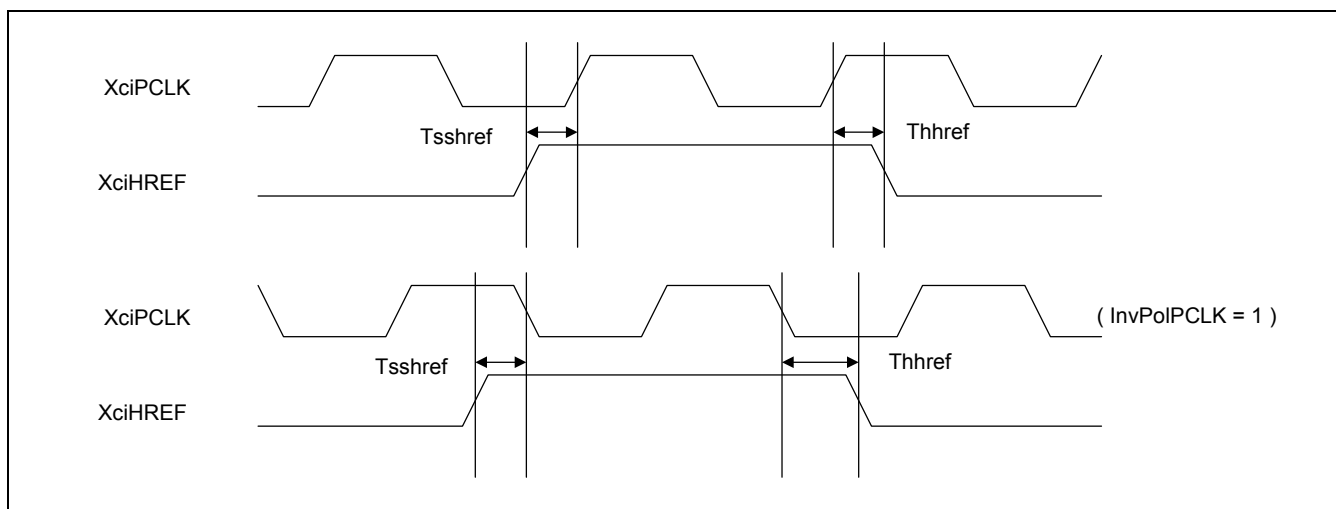 XciPCLK
Tsshref
Thhref
XciHREF
XciPCLK
( InvPolPCLK = 1 )
Tsshref
Thhref
XciHREF